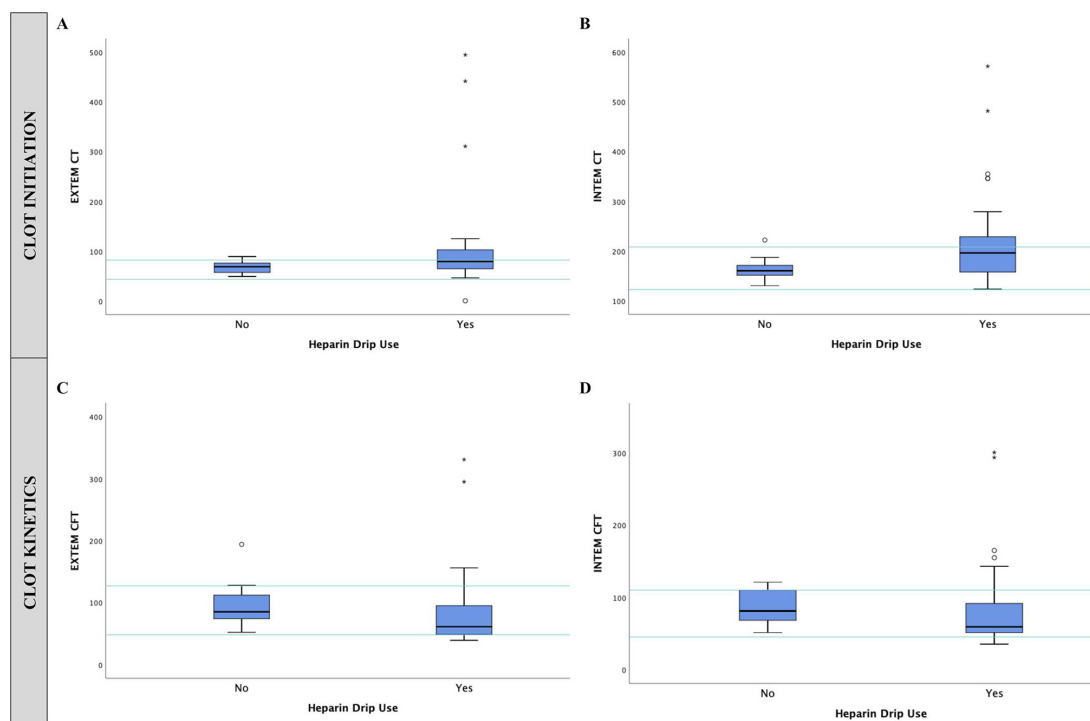 CLOT INITIATION
A
500
400
300
200
100
0
EXTEM CT
No
Yes
Heparin Drip Use
B
600
500
400
300
200
100
INTEM CT
No
Yes
Heparin Drip Use
CLOT KINETICS
C
400
300
200
100
0
EXTEM CFT
No
Yes
Heparin Drip Use
D
300
200
100
0
INTEM CFT
No
Yes
Heparin Drip Use